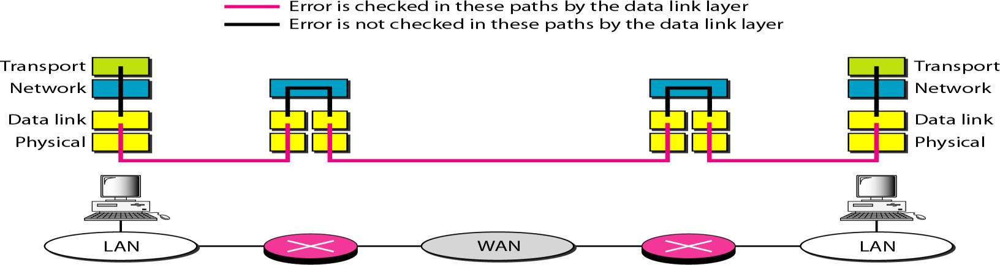 Error is checked in these paths by the data link layer
Error is not checked in these paths by the data link layer
Transport
Network
Data link
Physical
Transport
Network
Data link
Physical
LAN
WAN
LAN